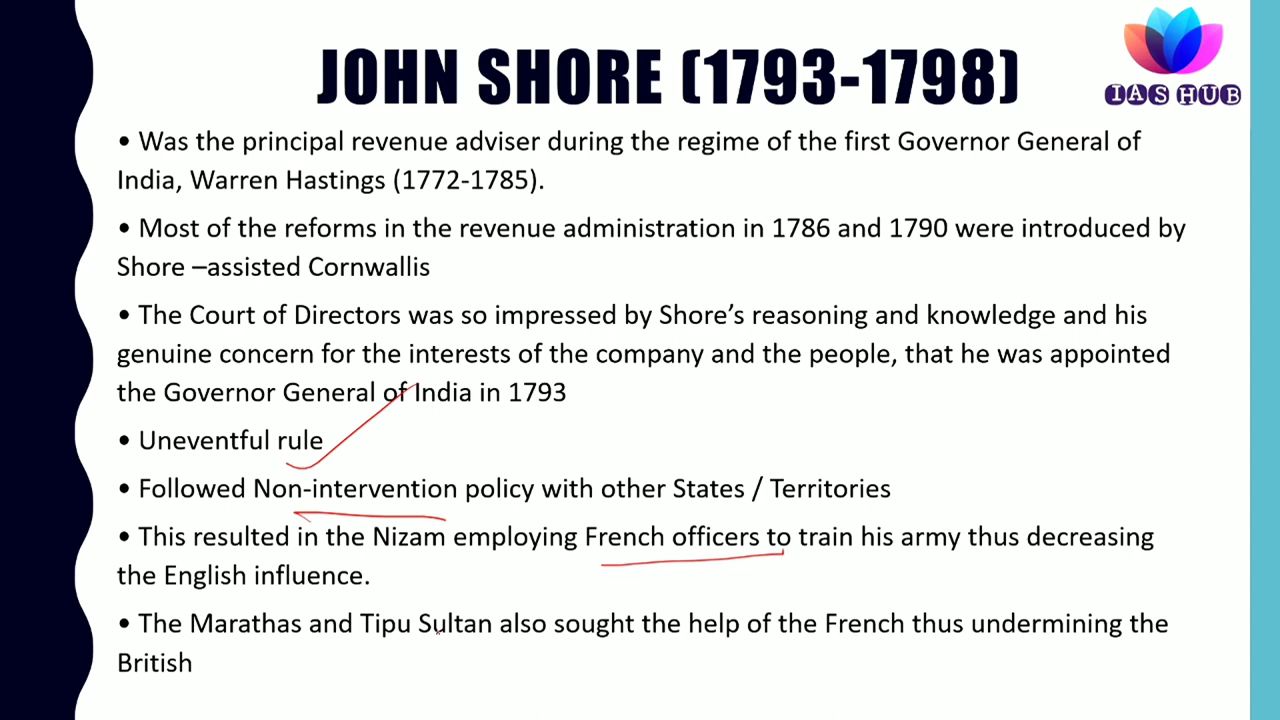 JOHN SHORE (1793-1798)
IAS HUB
• Was the principal revenue adviser during the regime of the first Governor General of
India, Warren Hastings (1772-1785).
• Most of the reforms in the revenue administration in 1786 and 1790 were introduced by
Shore –assisted Cornwallis
• The Court of Directors was so impressed by Shore’s reasoning and knowledge and his
genuine concern for the interests of the company and the people, that he was appointed
the Governor General of India in 1793
• Uneventful rule
• Followed Non-intervention policy with other States / Territories
• This resulted in the Nizam employing French officers to train his army thus decreasing
the English influence.
• The Marathas and Tipu Sultan also sought the help of the French thus undermining the
British